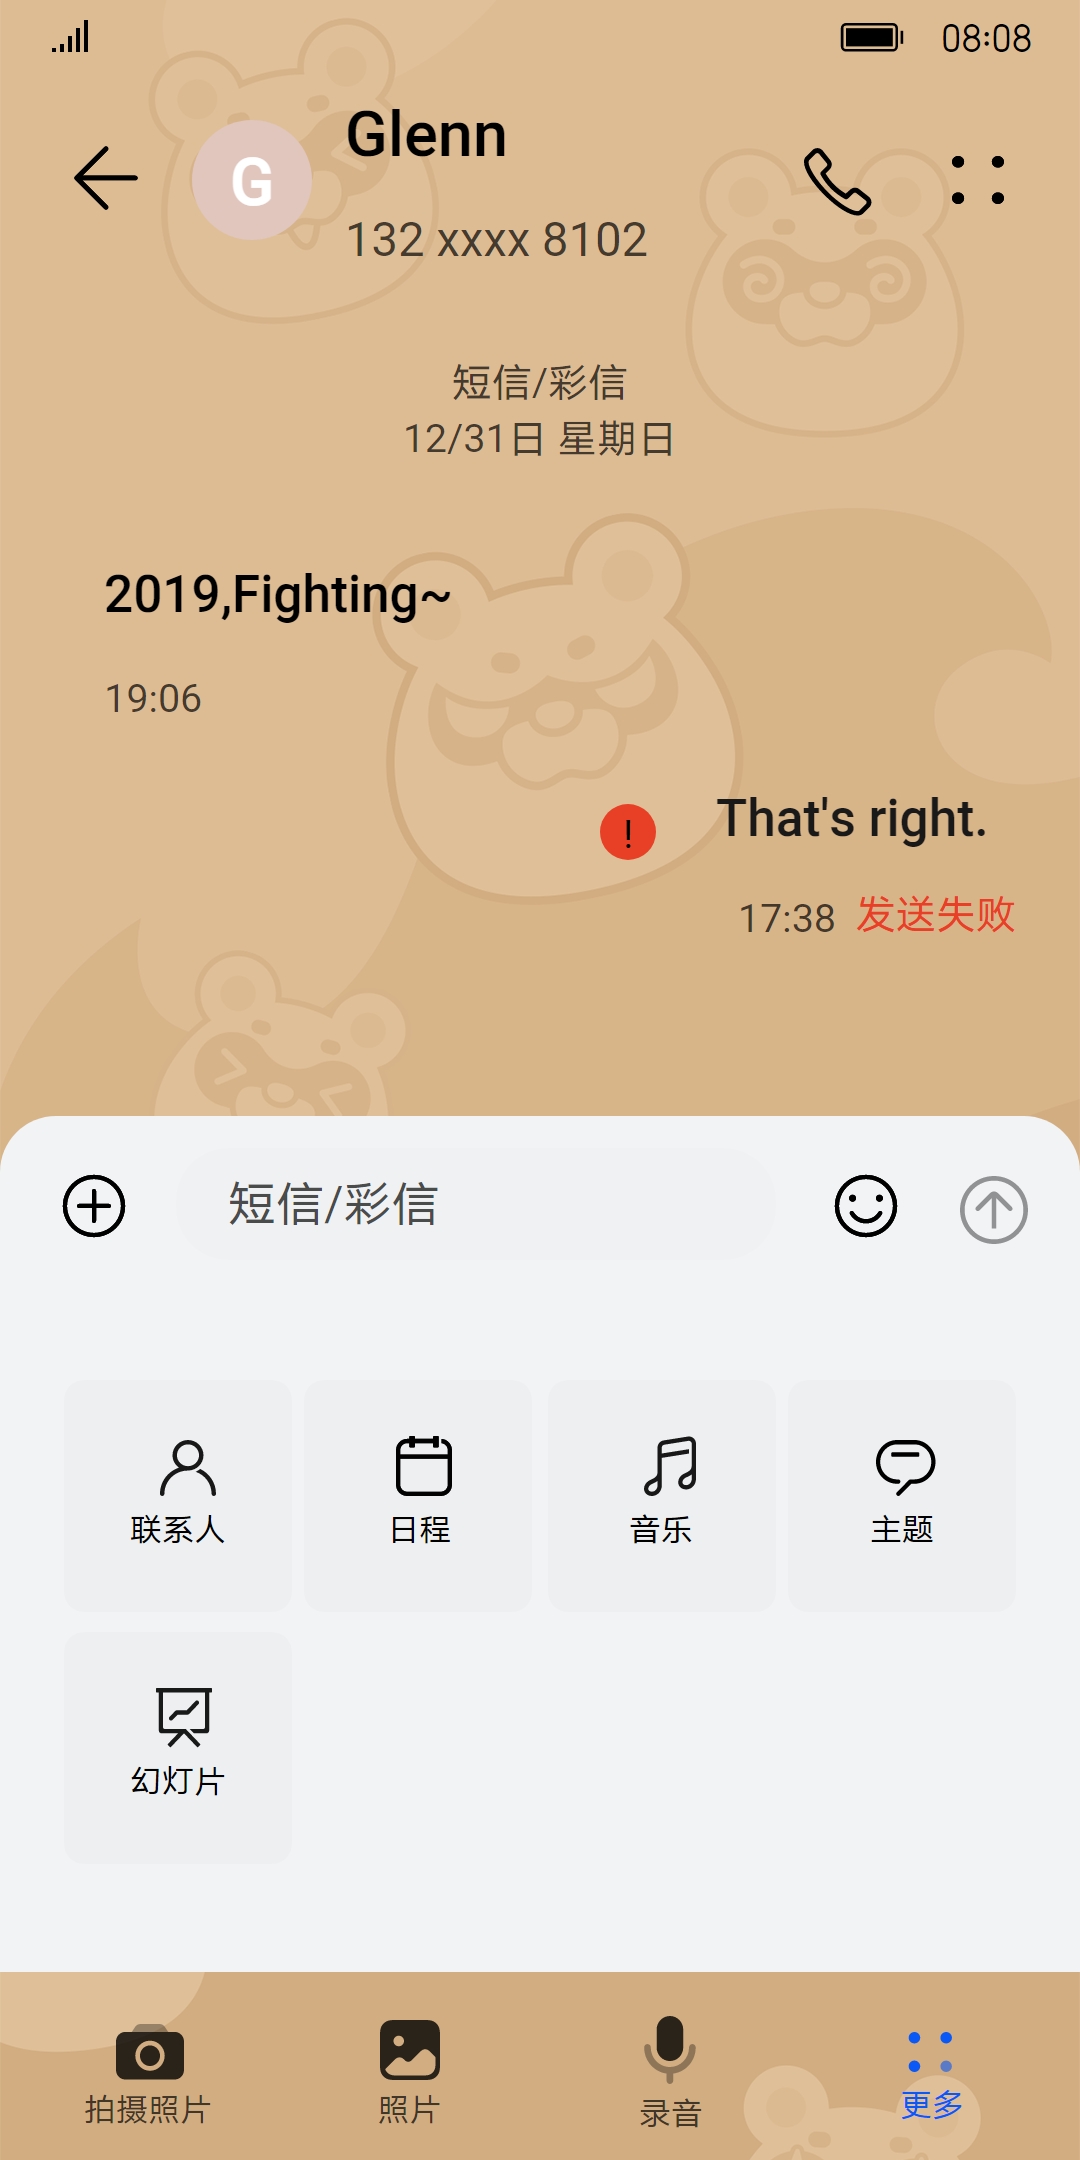 08:08
Glenn
G
132 xxxx 8102
短信/彩信
12/31日 星期日
2019,Fighting~
19:06
!
That's right.
17:38 发送失败
短信/彩信
联系人 日程 音乐 主题
幻灯片
拍摄照片 照片 录音 更多